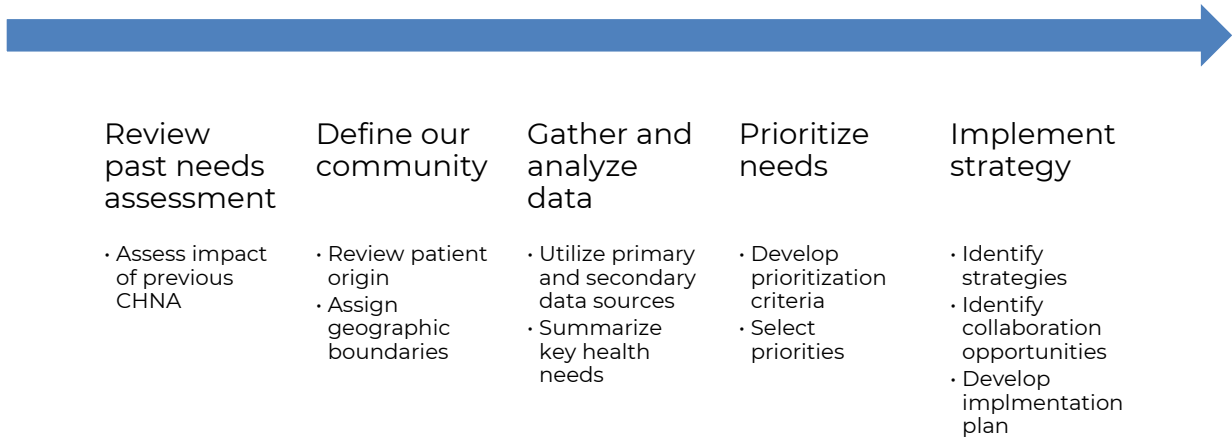 Review
past needs
assessment
· Assess impact
of previous
CHNA
Define our
community
· Review patient
origin
· Assign
geographic
boundaries
Gather and
analyze
data
· Utilize primary
and secondary
data sources
· Summarize
key health
needs
Prioritize
needs
· Develop
prioritization
criteria
· Select
priorities
Implement
strategy
· Identify
strategies
· Identify
collaboration
opportunities
· Develop
implmentation
plan